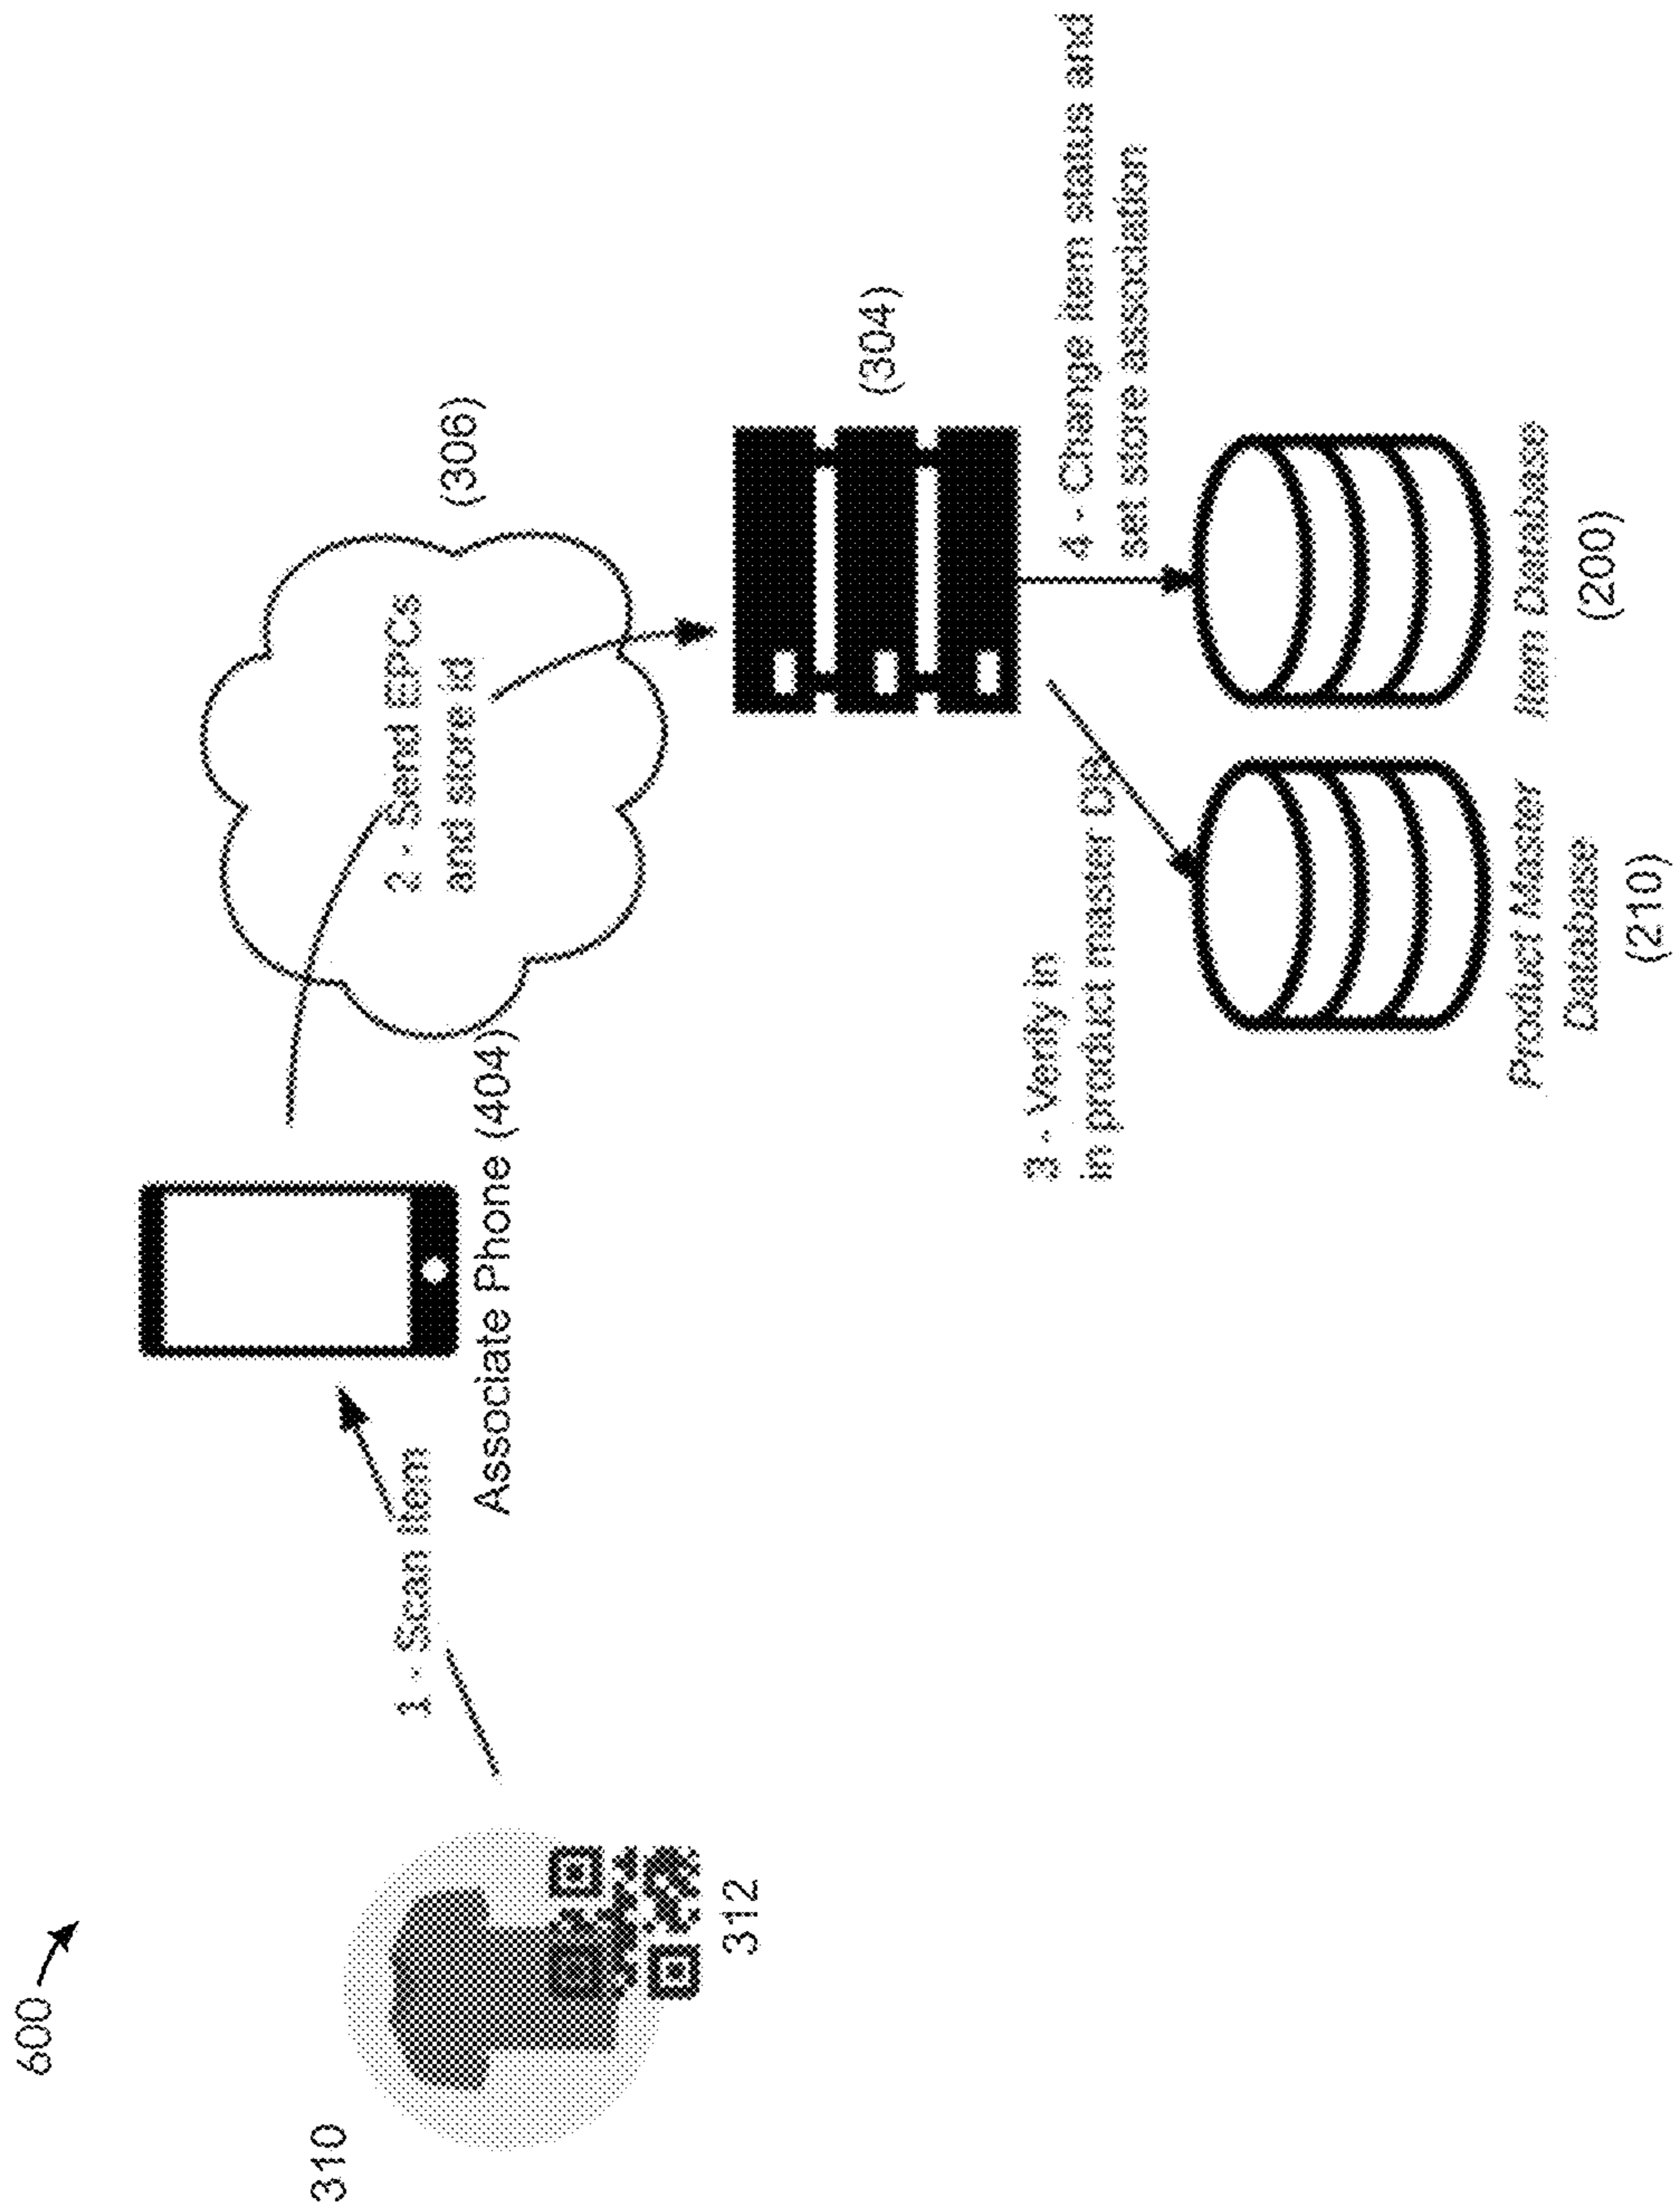 600
310
312
1 - Scan item
Associate Phone (404)
2 - Send EPCs
and store id
(306)
(304)
3 - Verify in
in product master DB
4 - Change item status and
set store association
Product Master
Database
(210)
Item Database
(200)